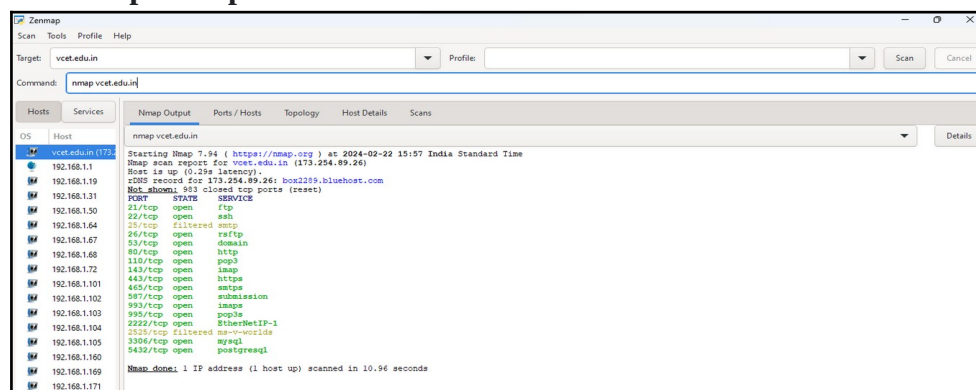 Zenmap
Scan Tools Profile Help
Target: vcet.edu.in Profile: Scan Cancel
Command: nmap vcet.edu.in
Hosts Services Nmap Output Ports / Hosts Topology Host Details Scans
OS Host nmap vcet.edu.in Details
vcet.edu.in (173.2
192.168.1.1
192.168.1.19
192.168.1.31
192.168.1.50
192.168.1.64
192.168.1.67
192.168.1.68
192.168.1.72
192.168.1.101
192.168.1.102
192.168.1.103
192.168.1.104
192.168.1.105
192.168.1.160
192.168.1.169
192.168.1.171
Starting Nmap 7.94 ( https://nmap.org ) at 2024-02-22 15:57 India Standard Time
Nmap scan report for vcet.edu.in (173.254.89.26)
Host is up (0.29s latency).
rDNS record for 173.254.89.26: box2289.bluehost.com
Not shown: 983 closed tcp ports (reset)
PORT STATE SERVICE
21/tcp open ftp
22/tcp open ssh
25/tcp filtered smtp
26/tcp open rsftp
53/tcp open domain
80/tcp open http
110/tcp open pop3
143/tcp open imap
443/tcp open https
465/tcp open smtps
587/tcp open submission
993/tcp open imaps
995/tcp open pop3s
2222/tcp open EtherNetIP-1
2525/tcp filtered ms-v-worlds
3306/tcp open mysql
5432/tcp open postgresql
Nmap done: 1 IP address (1 host up) scanned in 10.96 seconds